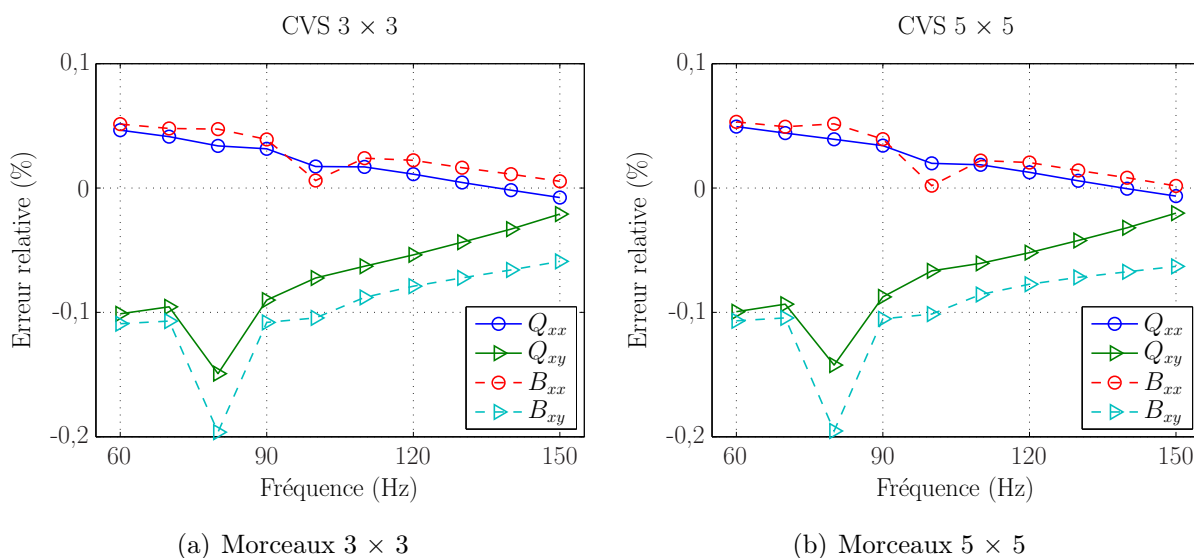 CVS 3 × 3
0,1
0
-0,1
-0,2
Erreur relative (%)
60
90
120
150
Fréquence (Hz)
Q_xx
Q_xy
B_xx
B_xy
(a) Morceaux 3 × 3
CVS 5 × 5
0,1
0
-0,1
-0,2
Erreur relative (%)
60
90
120
150
Fréquence (Hz)
Q_xx
Q_xy
B_xx
B_xy
(b) Morceaux 5 × 5